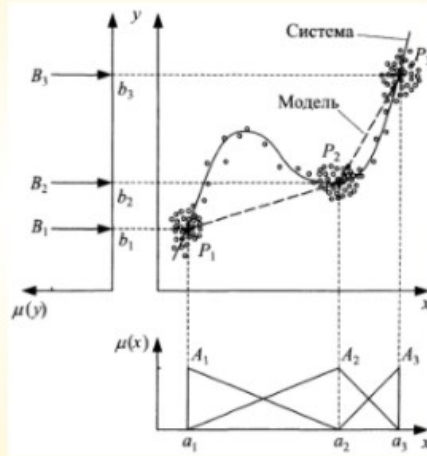 y
Система
B₃
b₃
P₃
Модель
P₂
B₂
b₂
B₁
b₁
P₁
μ(y)
x
μ(x)
A₁
A₂
A₃
a₁
a₂
a₃
x